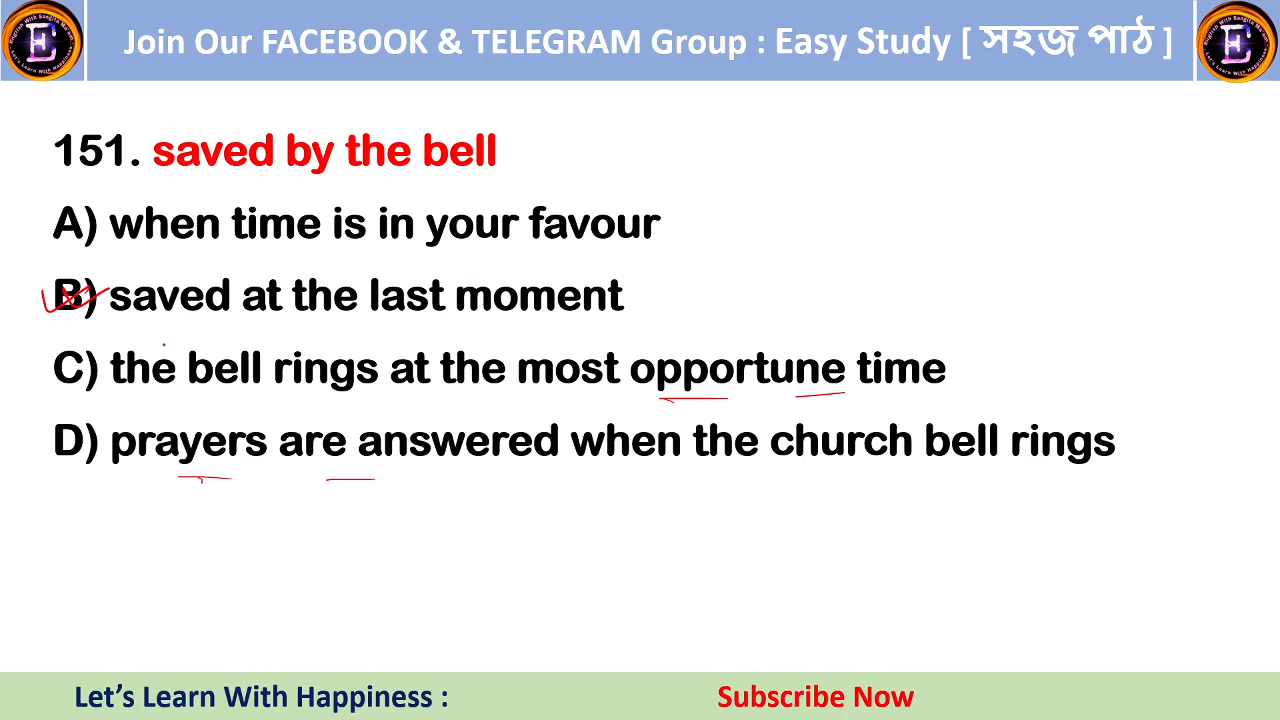 Join Our FACEBOOK & TELEGRAM Group : Easy Study [ সহজ পাঠ ]
151. saved by the bell
A) when time is in your favour
B) saved at the last moment
C) the bell rings at the most opportune time
D) prayers are answered when the church bell rings
Let's Learn With Happiness :
Subscribe Now